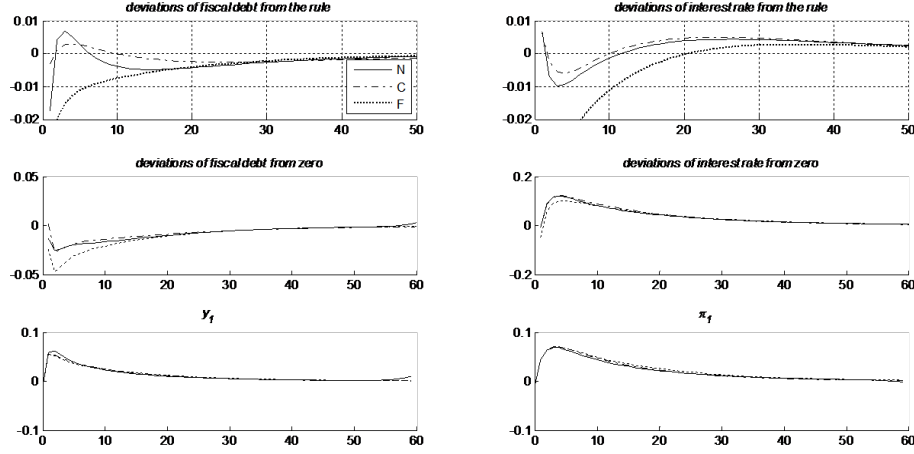 deviations of fiscal debt from the rule
deviations of interest rate from the rule
0.01
0
-0.01
-0.02
0 10 20 30 40 50
N
C
F
0.01
0
-0.01
-0.02
0 10 20 30 40 50
deviations of fiscal debt from zero
deviations of interest rate from zero
0.05
0
-0.05
0 10 20 30 40 50 60
0.2
0
-0.2
0 10 20 30 40 50 60
y_f
π_f
0.1
0
-0.1
0 10 20 30 40 50 60
0.1
0
-0.1
0 10 20 30 40 50 60